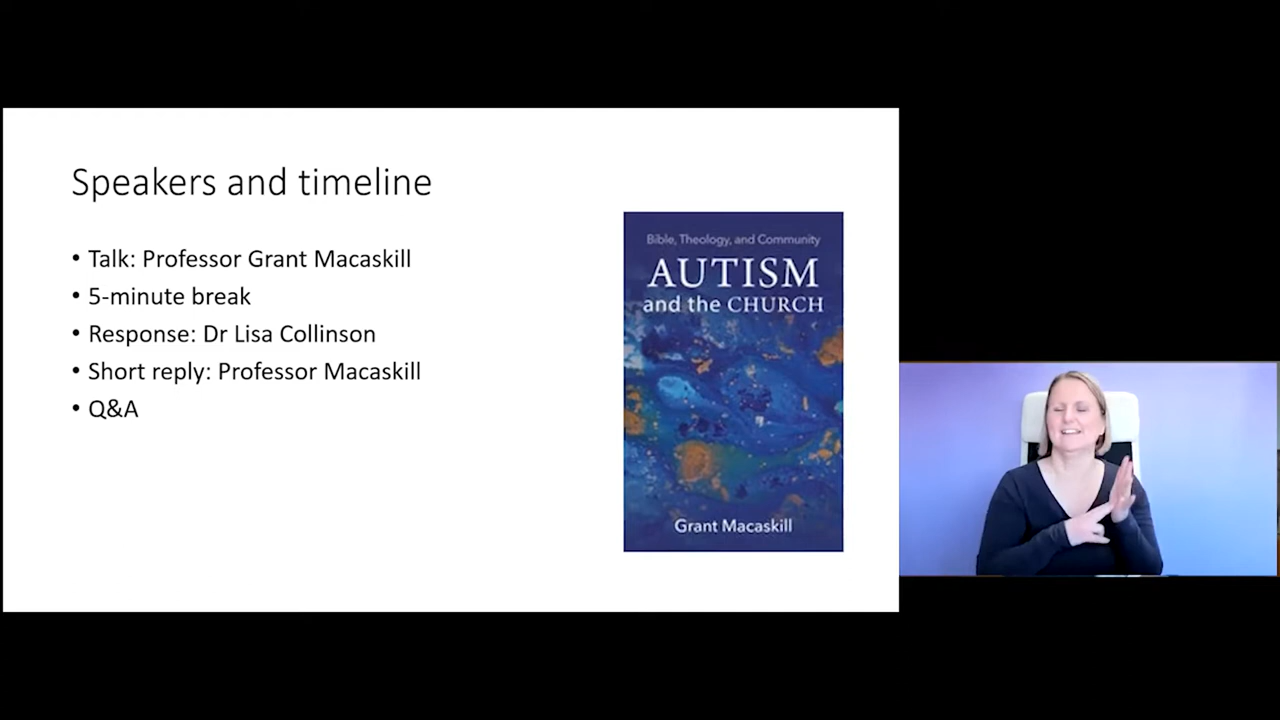 Speakers and timeline
• Talk: Professor Grant Macaskill
• 5-minute break
• Response: Dr Lisa Collinson
• Short reply: Professor Macaskill
• Q&A
Bible, Theology, and Community
AUTISM
and the CHURCH
Grant Macaskill